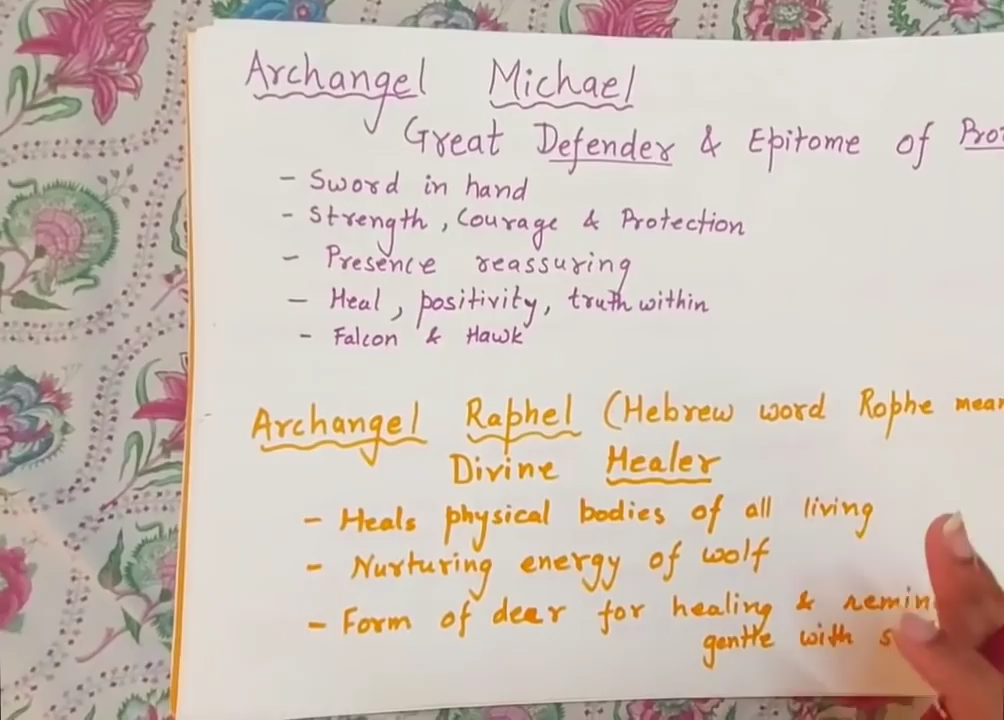 Archangel Michael
Great Defender & Epitome of
- Sword in hand
- Strength, Courage & Protection
- Presence reassuring
- Heal, positivity, truth within
- Falcon & Hawk
Archangel Raphel (Hebrew word Rophe
Divine Healer
- Heals physical bodies of all living
- Nurturing energy of wolf
- Form of deer for healing &
gentle with